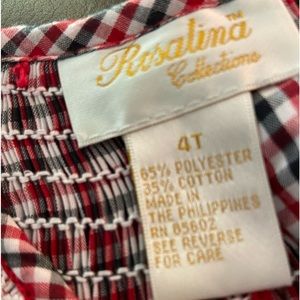 Rosalina™
Collections
4T
65% POLYESTER
35% COTTON
MADE IN
THE PHILIPPINES
RN 85602
SEE REVERSE
FOR CARE